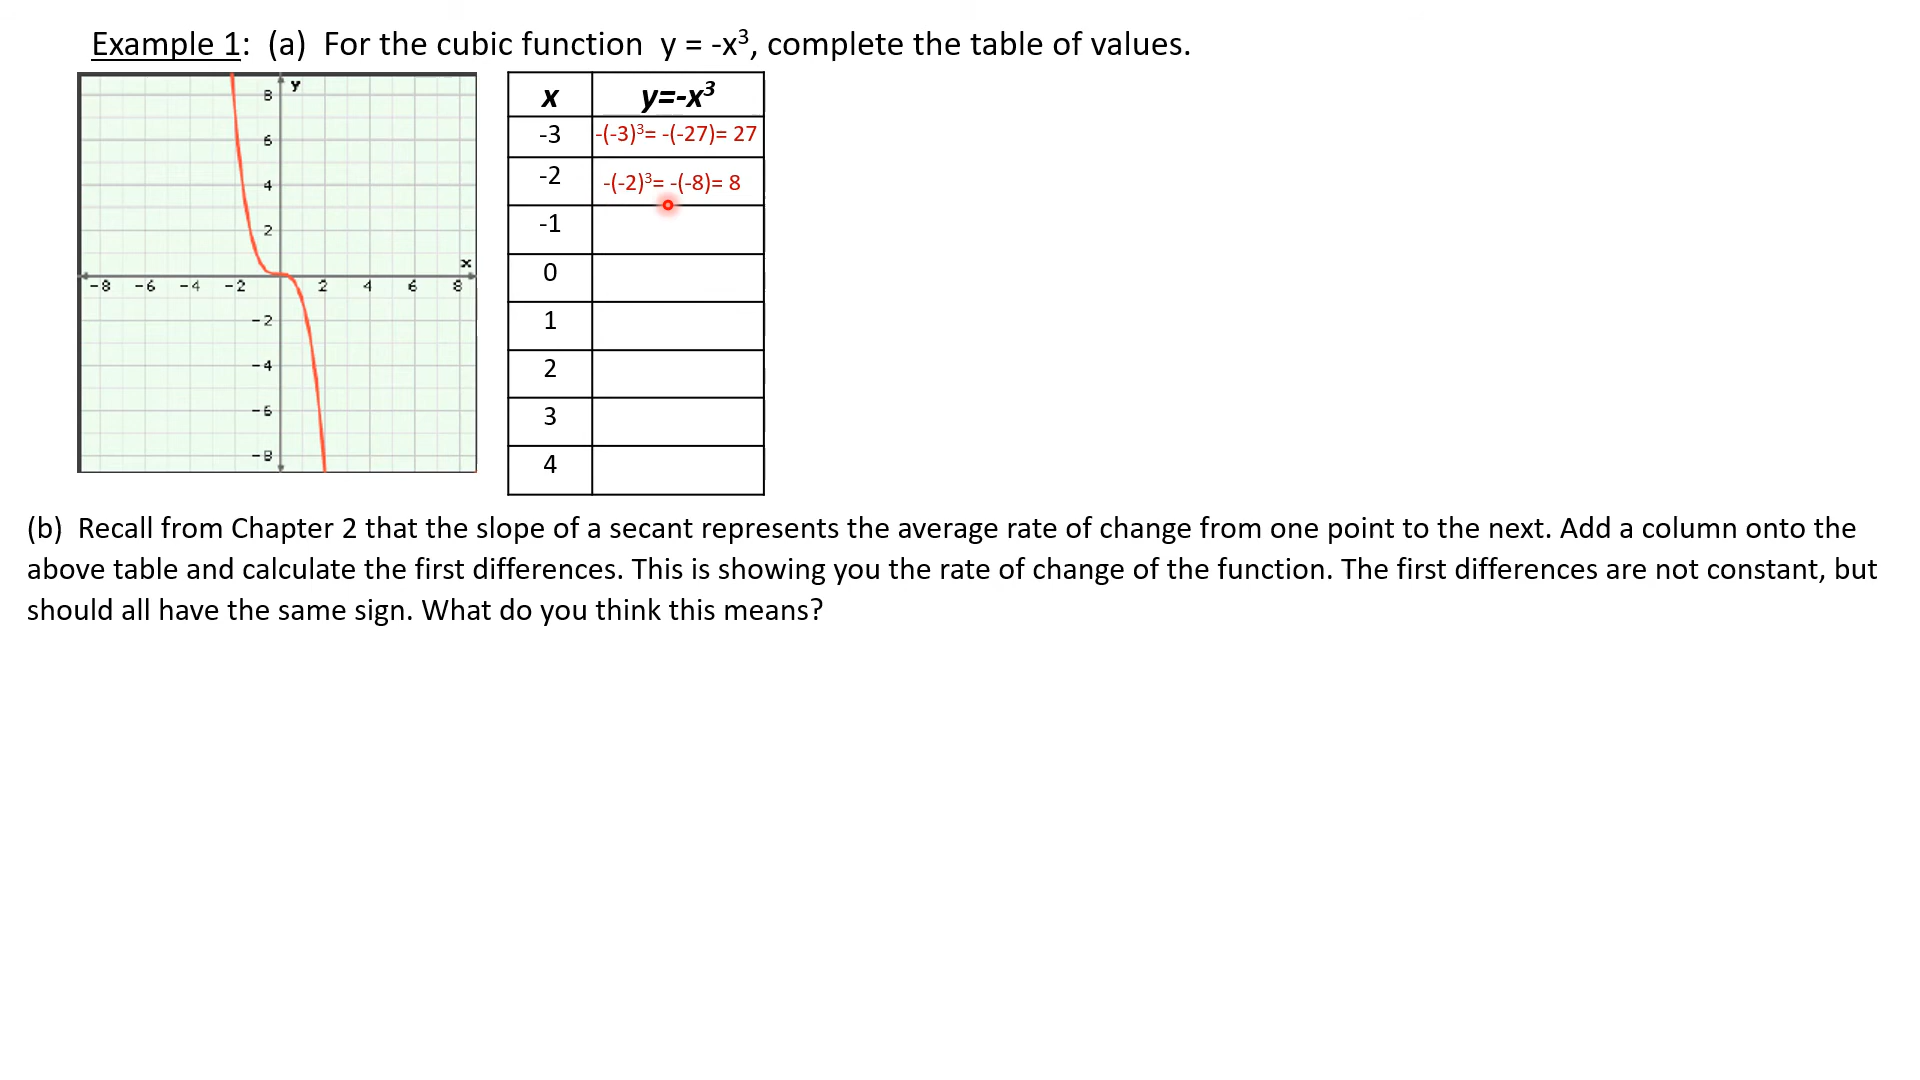 Example 1: (a) For the cubic function y = -x³, complete the table of values.
y
8
6
4
2
x
-8 -6 -4 -2 2 4 6 8
-2
-4
-6
-8
x y=-x³
-3 -(-3)³= -(-27)= 27
-2 -(-2)³= -(-8)= 8
-1
0
1
2
3
4
(b) Recall from Chapter 2 that the slope of a secant represents the average rate of change from one point to the next. Add a column onto the
above table and calculate the first differences. This is showing you the rate of change of the function. The first differences are not constant, but
should all have the same sign. What do you think this means?